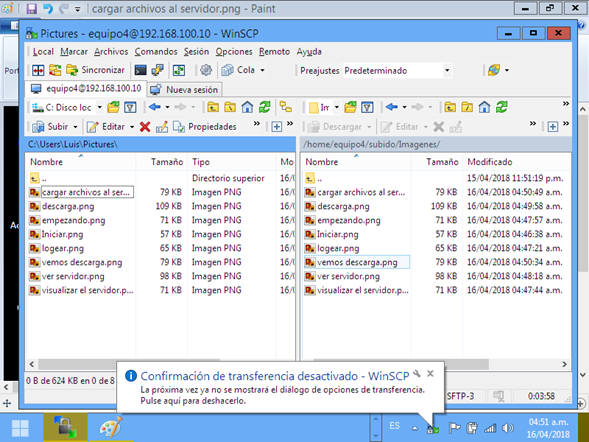 cargar archivos al servidor.png - Paint
Pictures - equipo4@192.168.100.10 - WinSCP
Local Marcar Archivos Comandos Sesión Opciones Remoto Ayuda
Sincronizar Cola Preajustes Predeterminado
equipo4@192.168.100.10 Nueva sesión
C: Disco loc
Subir Editar Propiedades Descargar Editar
C:\Users\Luis\Pictures\ /home/equipo4/subido/Imagenes/
Nombre Tamaño Tipo Mo Nombre Tamaño Modificado
.. Directorio superior 16/0 .. 15/04/2018 11:51:19 p.m.
cargar archivos al ser... 79 KB Imagen PNG 16/0 cargar archivos al ser... 79 KB 16/04/2018 04:50:49 a.m.
descarga.png 109 KB Imagen PNG 16/0 descarga.png 109 KB 16/04/2018 04:49:58 a.m.
empezando.png 71 KB Imagen PNG 16/0 empezando.png 71 KB 16/04/2018 04:47:57 a.m.
Iniciar.png 57 KB Imagen PNG 16/0 Iniciar.png 57 KB 16/04/2018 04:46:38 a.m.
logear.png 65 KB Imagen PNG 16/0 logear.png 65 KB 16/04/2018 04:47:21 a.m.
vemos descarga.png 79 KB Imagen PNG 16/0 vemos descarga.png 79 KB 16/04/2018 04:50:34 a.m.
ver servidor.png 98 KB Imagen PNG 16/0 ver servidor.png 98 KB 16/04/2018 04:48:18 a.m.
visualizar el servidor.p... 71 KB Imagen PNG 16/0 visualizar el servidor.p... 71 KB 16/04/2018 04:47:44 a.m.
0 B de 624 KB en 0 de 8
Confirmación de transferencia desactivado - WinSCP
La próxima vez ya no se mostrará el diálogo de opciones de transferencia.
Pulse aquí para deshacerlo.
SFTP-3 0:03:58
ES 04:51 a.m.
16/04/2018